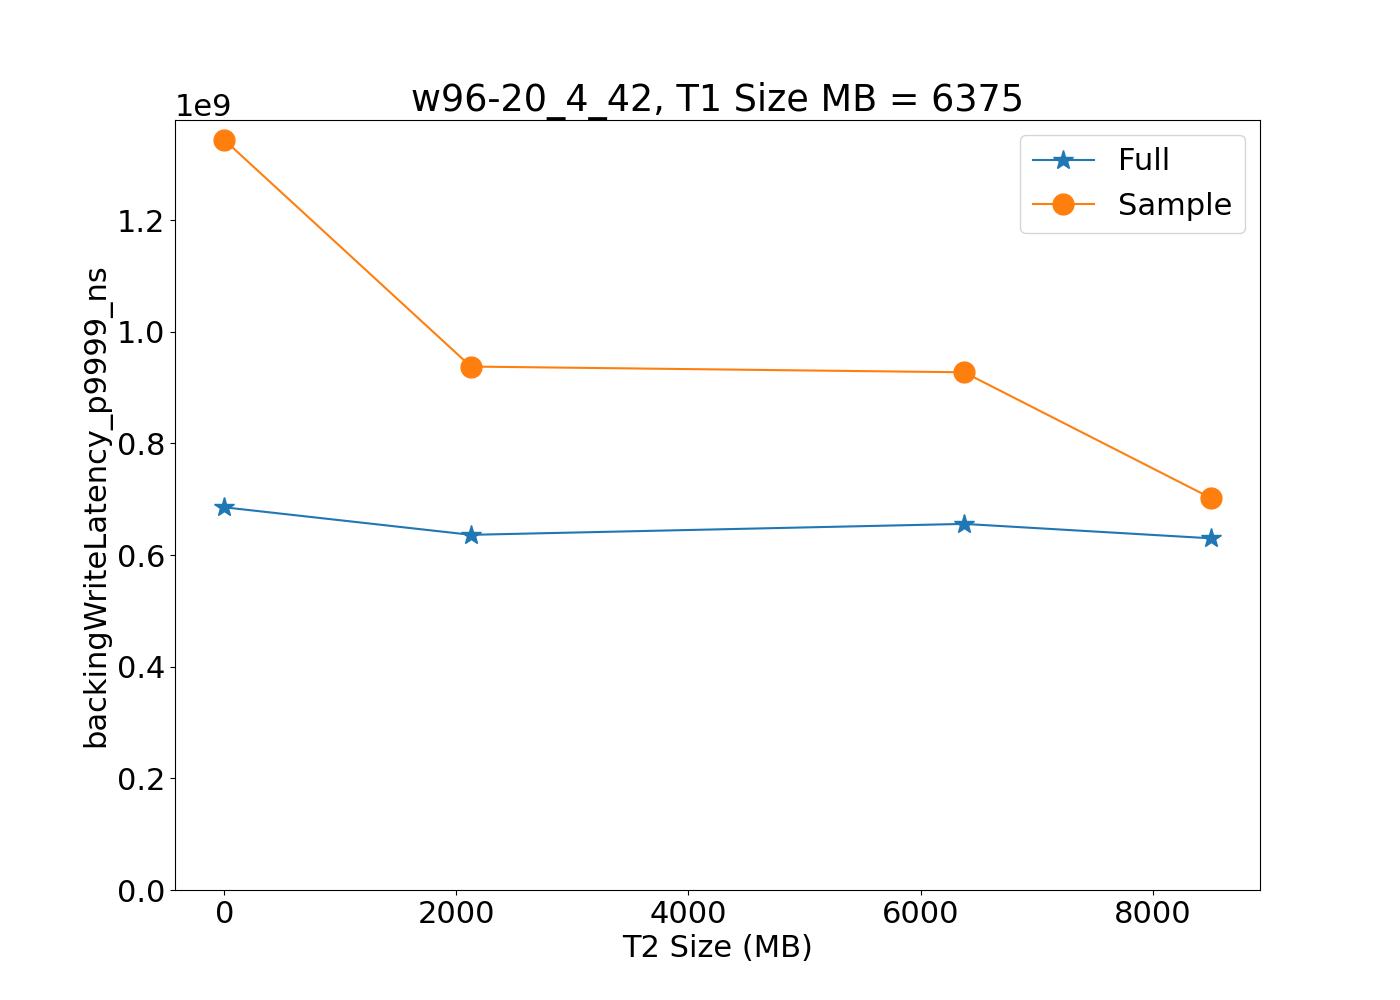 w96-20_4_42, T1 Size MB = 6375
1e9
Full
Sample
1.2
1.0
0.8
0.6
0.4
0.2
0.0
backingWriteLatency_p9999_ns
0 2000 4000 6000 8000
T2 Size (MB)